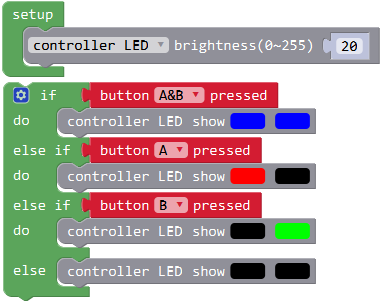 setup
controller LED ▼ brightness(0~255) 20
if button A&B ▼ pressed
do controller LED show
else if button A ▼ pressed
do controller LED show
else if button B ▼ pressed
do controller LED show
else controller LED show